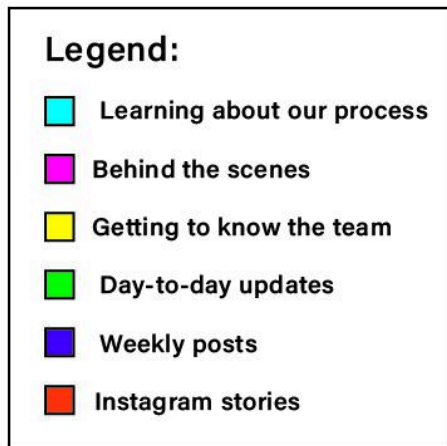 Legend:
Learning about our process
Behind the scenes
Getting to know the team
Day-to-day updates
Weekly posts
Instagram stories